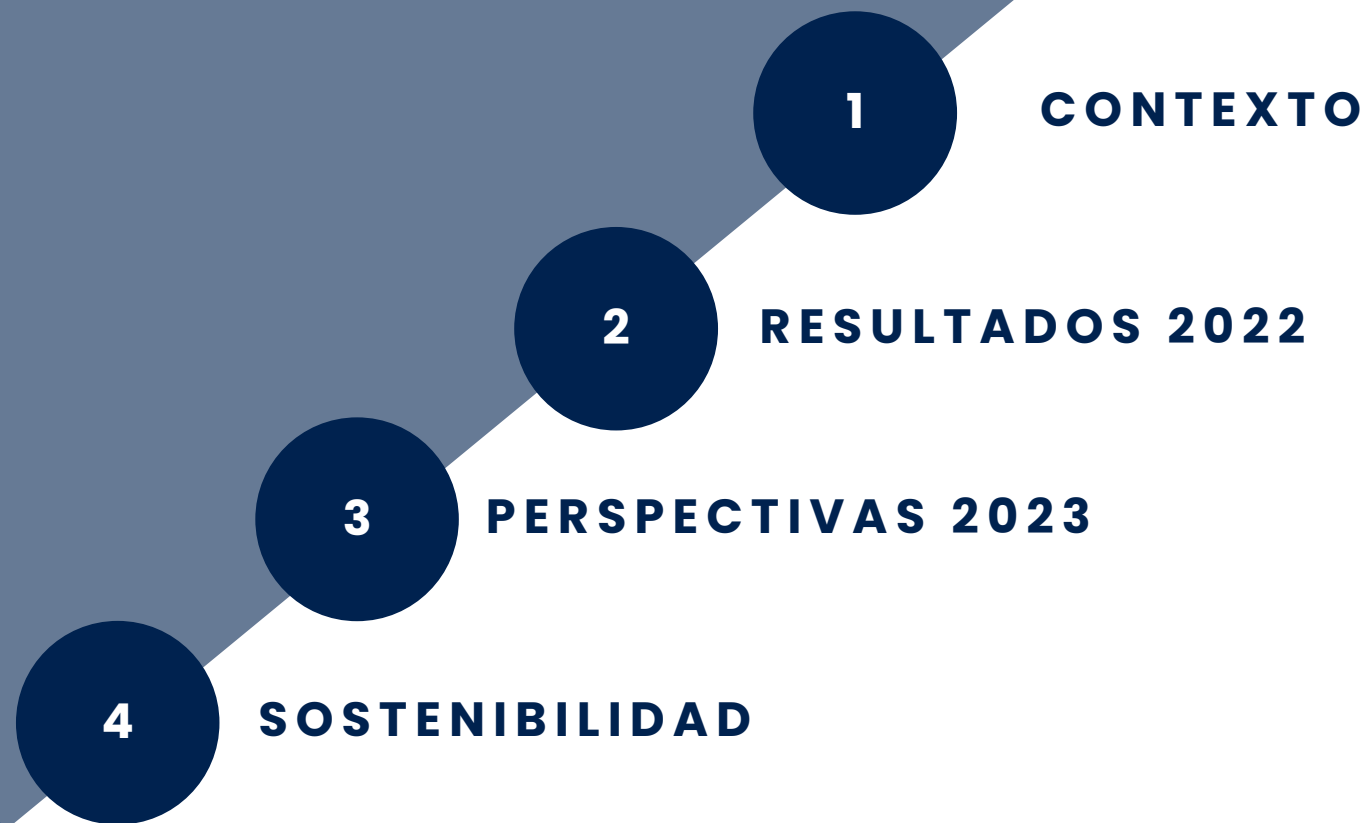 1 CONTEXTO
2 RESULTADOS 2022
3 PERSPECTIVAS 2023
4 SOSTENIBILIDAD